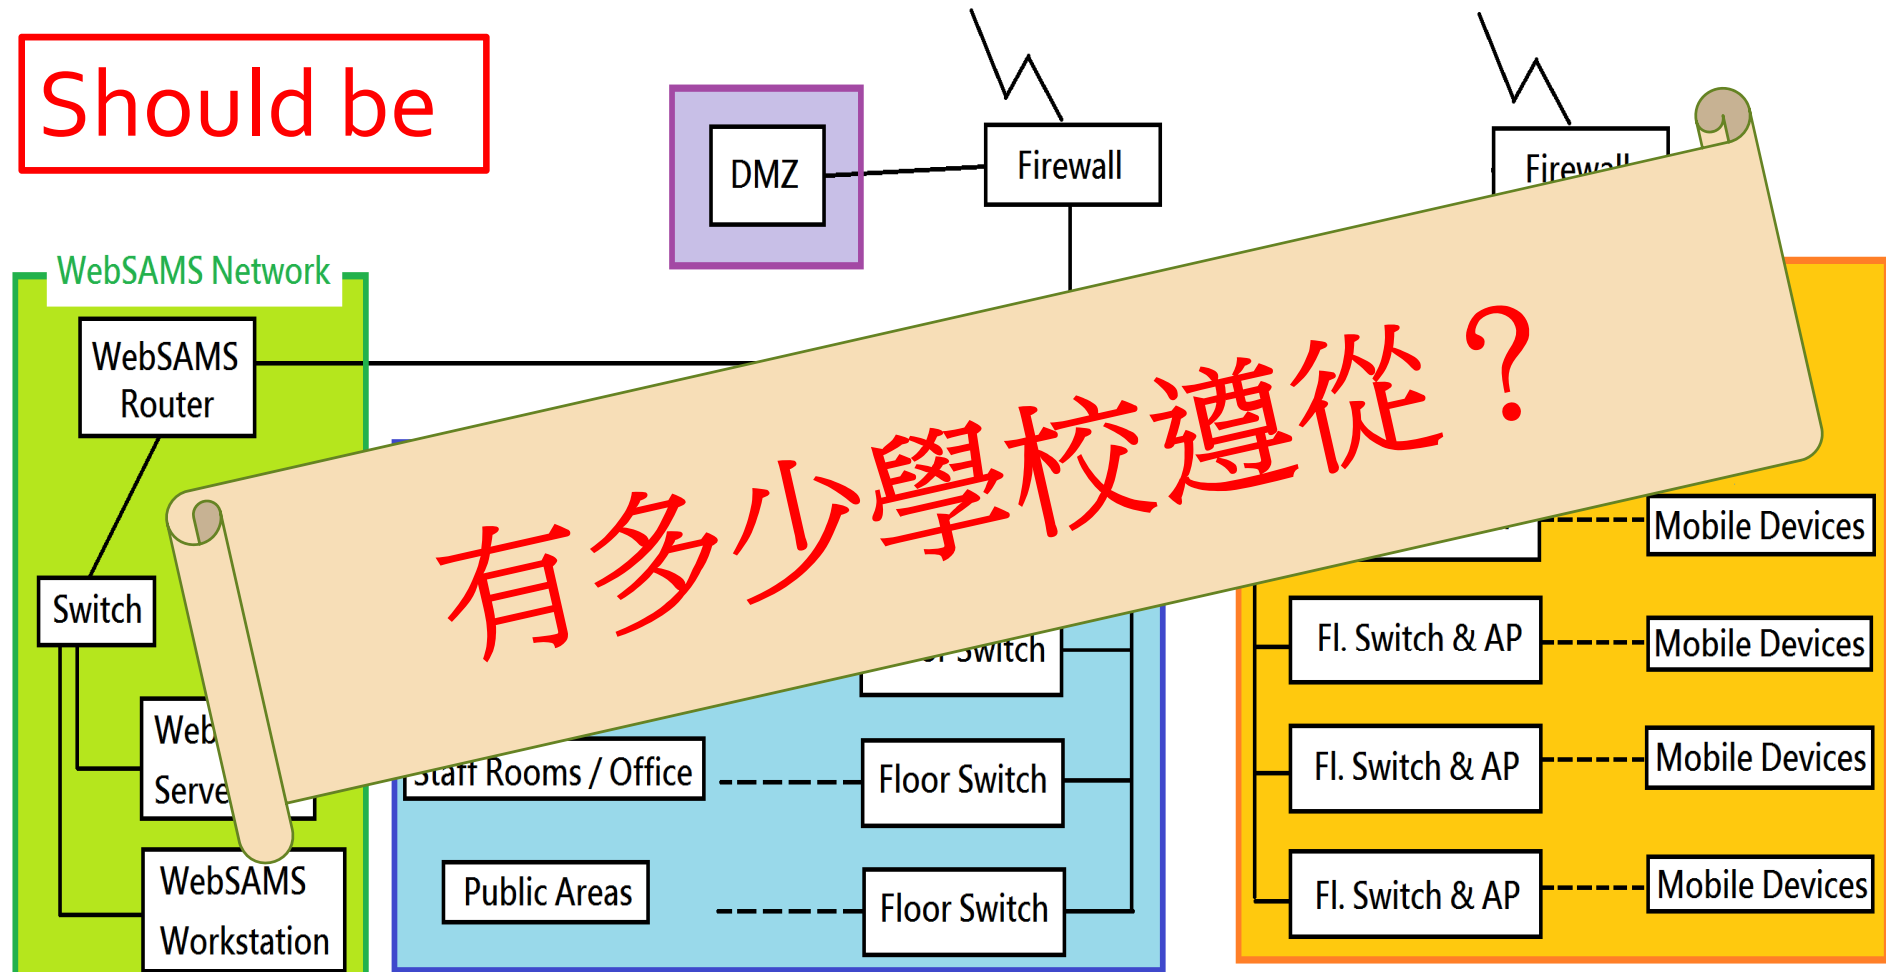 Should be
DMZ
Firewall
WebSAMS Network
WebSAMS
Router
有多少學校遵從？
Mobile Devices
Switch
Fl. Switch & AP
Mobile Devices
Switch
Staff Rooms / Office
Floor Switch
Fl. Switch & AP
Mobile Devices
Public Areas
Floor Switch
Fl. Switch & AP
Mobile Devices
WebSAMS
Workstation